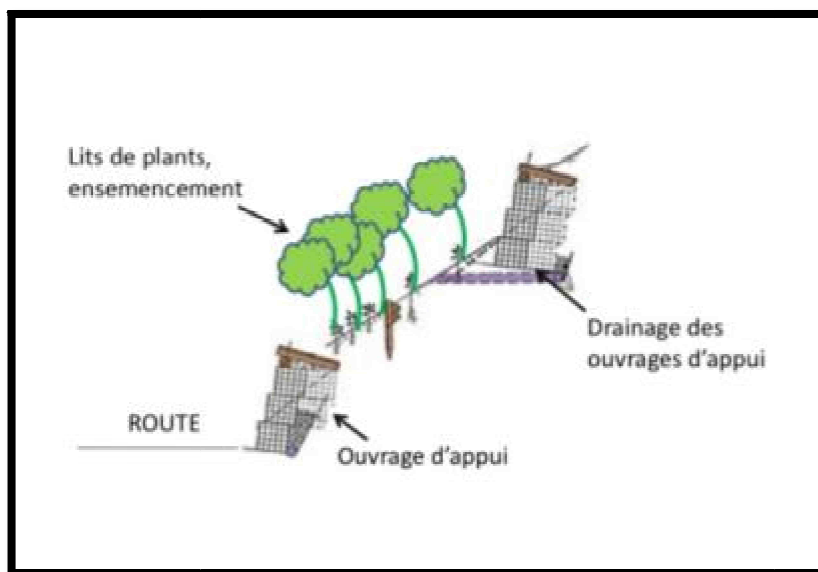 Lits de plants,
ensemencement
Drainage des
ouvrages d'appui
ROUTE
Ouvrage d'appui